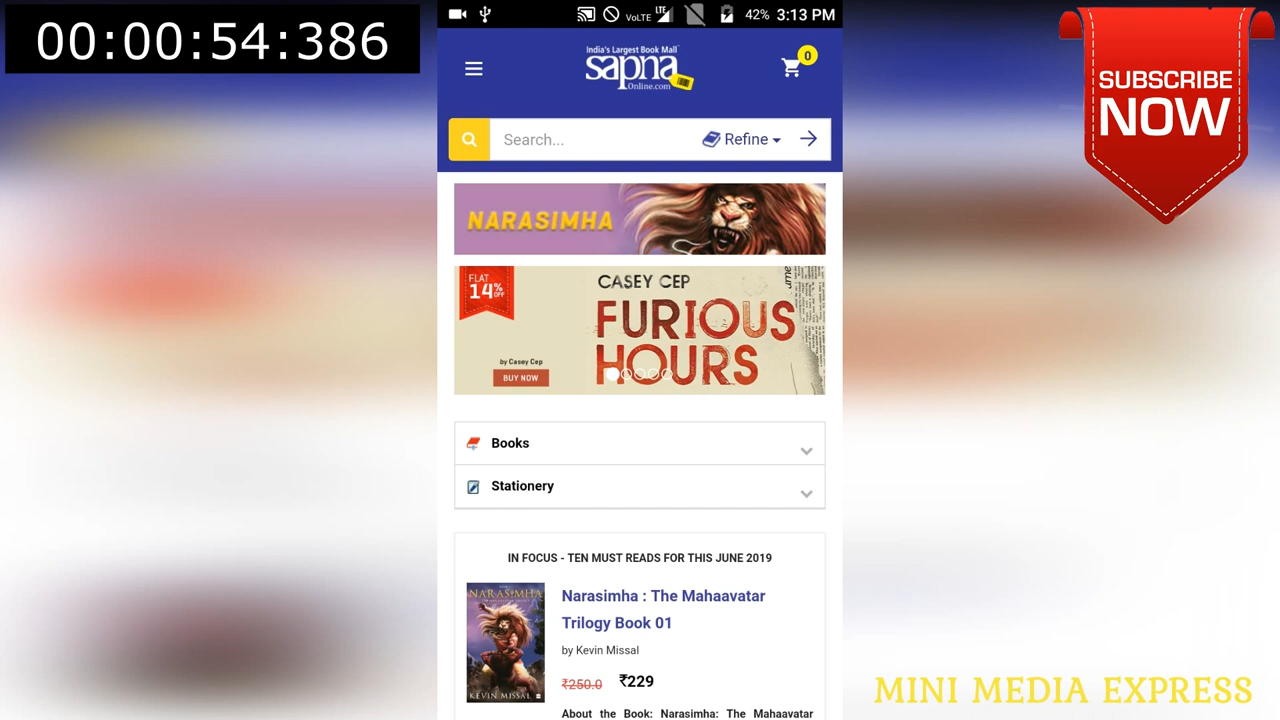 00:00:54:386
VoLTE LTE 42% 3:13 PM
SUBSCRIBE
NOW
India's Largest Book Mall
sapna
Online.com
0
Search...
Refine
NARASIMHA
FLAT
14%
OFF
CASEY CEP
FURIOUS
HOURS
by Casey Cep
BUY NOW
Books
Stationery
IN FOCUS - TEN MUST READS FOR THIS JUNE 2019
NARASIMHA
KEVIN MISSAL
Narasimha : The Mahaavatar
Trilogy Book 01
by Kevin Missal
₹250.0 ₹229
About the Book: Narasimha: The Mahaavatar
MINI MEDIA EXPRESS